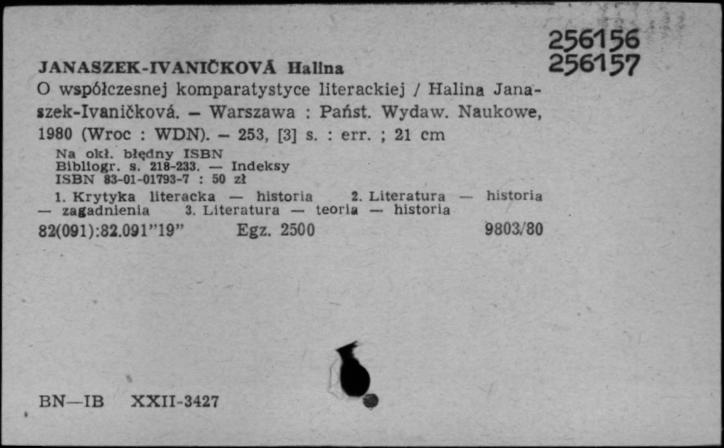 256156
256157
JANASZEK-IVANIČKOVÁ Halina
O współczesnej komparatystyce literackiej / Halina Jana-
szek-Ivaničková. — Warszawa : Państ. Wydaw. Naukowe,
1980 (Wroc : WDN). — 253, [3] s. : err. ; 21 cm
Na okł. błędny ISBN
Bibliogr. s. 218-233. — Indeksy
ISBN 83-01-01793-7 : 50 zł
1. Krytyka literacka — historia 2. Literatura — historia
— zagadnienia 3. Literatura — teoria — historia
82(091):82.091"19" Egz. 2500 9803/80
BN—IB XXII-3427